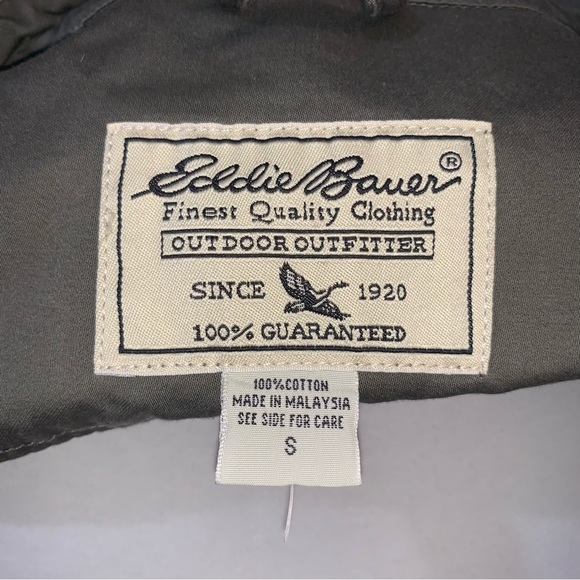 Eddie Bauer ®
Finest Quality Clothing
OUTDOOR OUTFITTER
SINCE 1920
100% GUARANTEED
100% COTTON
MADE IN MALAYSIA
SEE SIDE FOR CARE
S